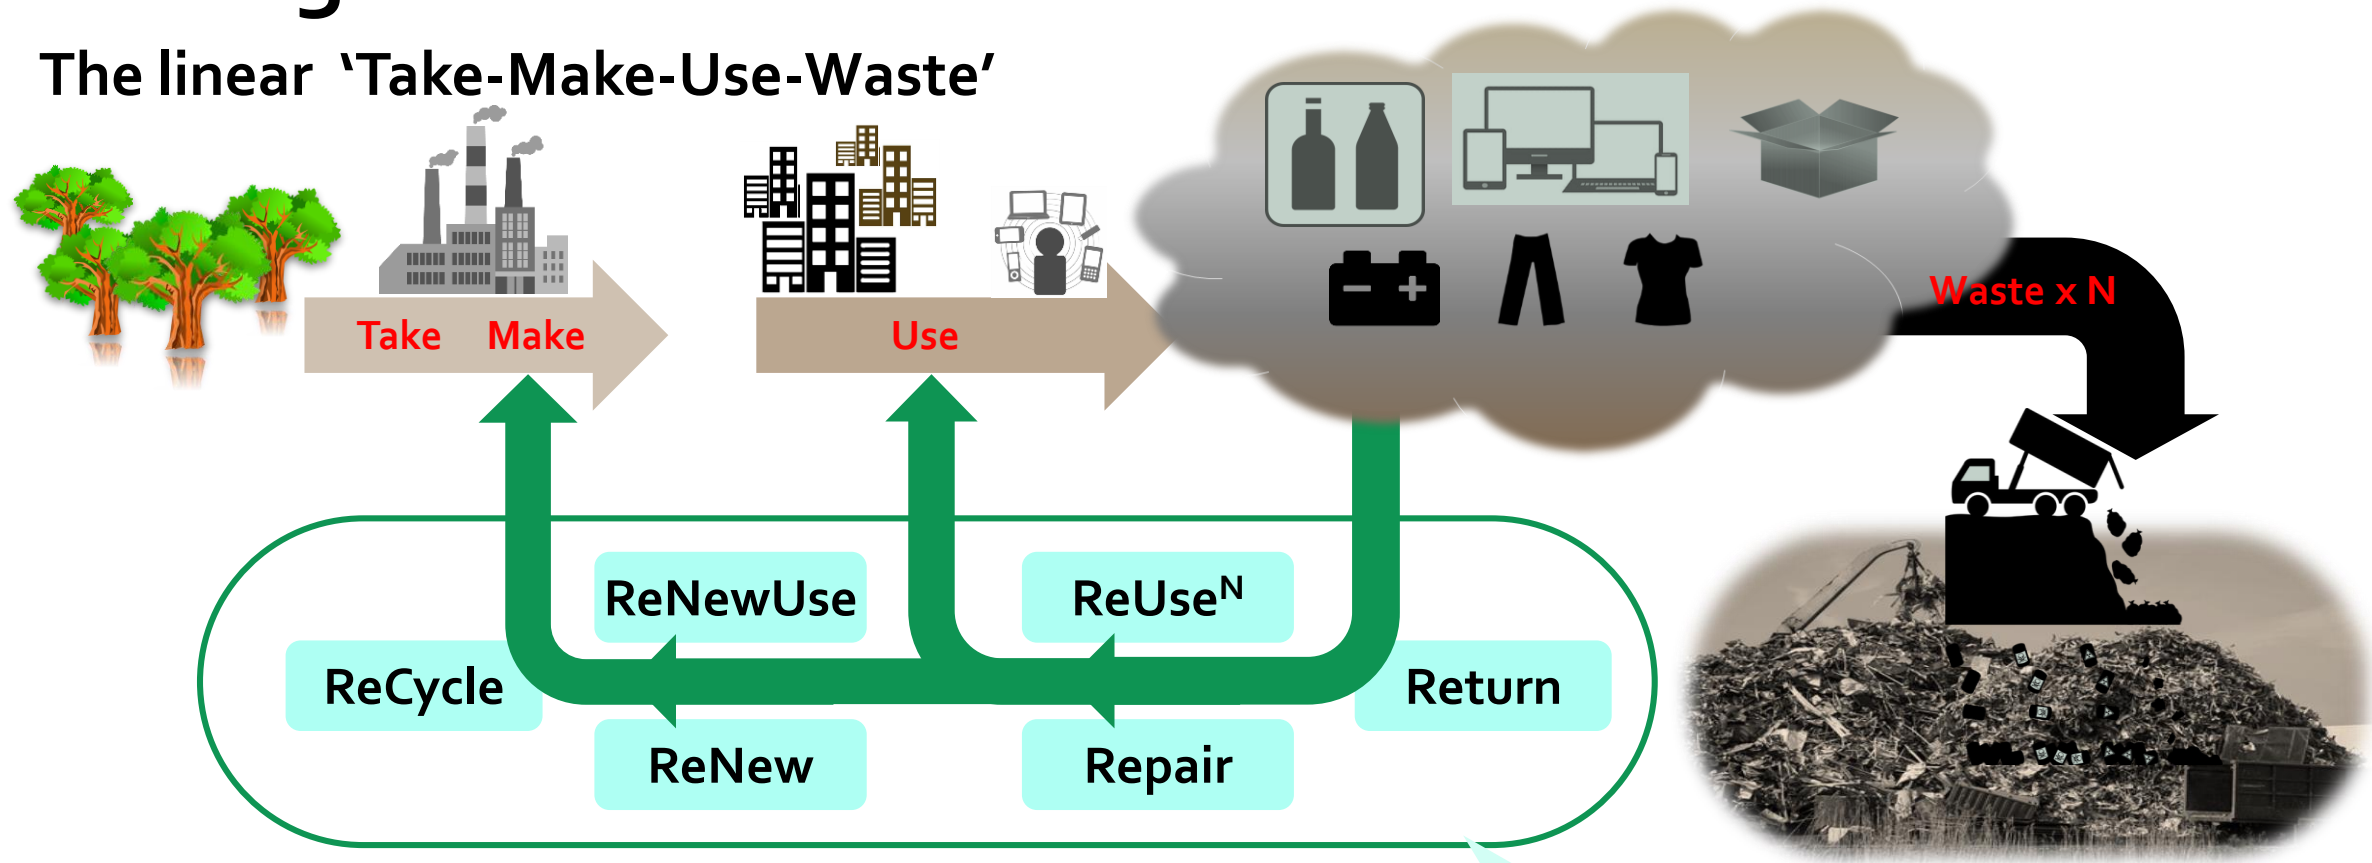 The linear ‘Take-Make-Use-Waste’
Take Make
Use
Waste x N
ReNewUse
ReUseᴺ
ReCycle
Return
ReNew
Repair